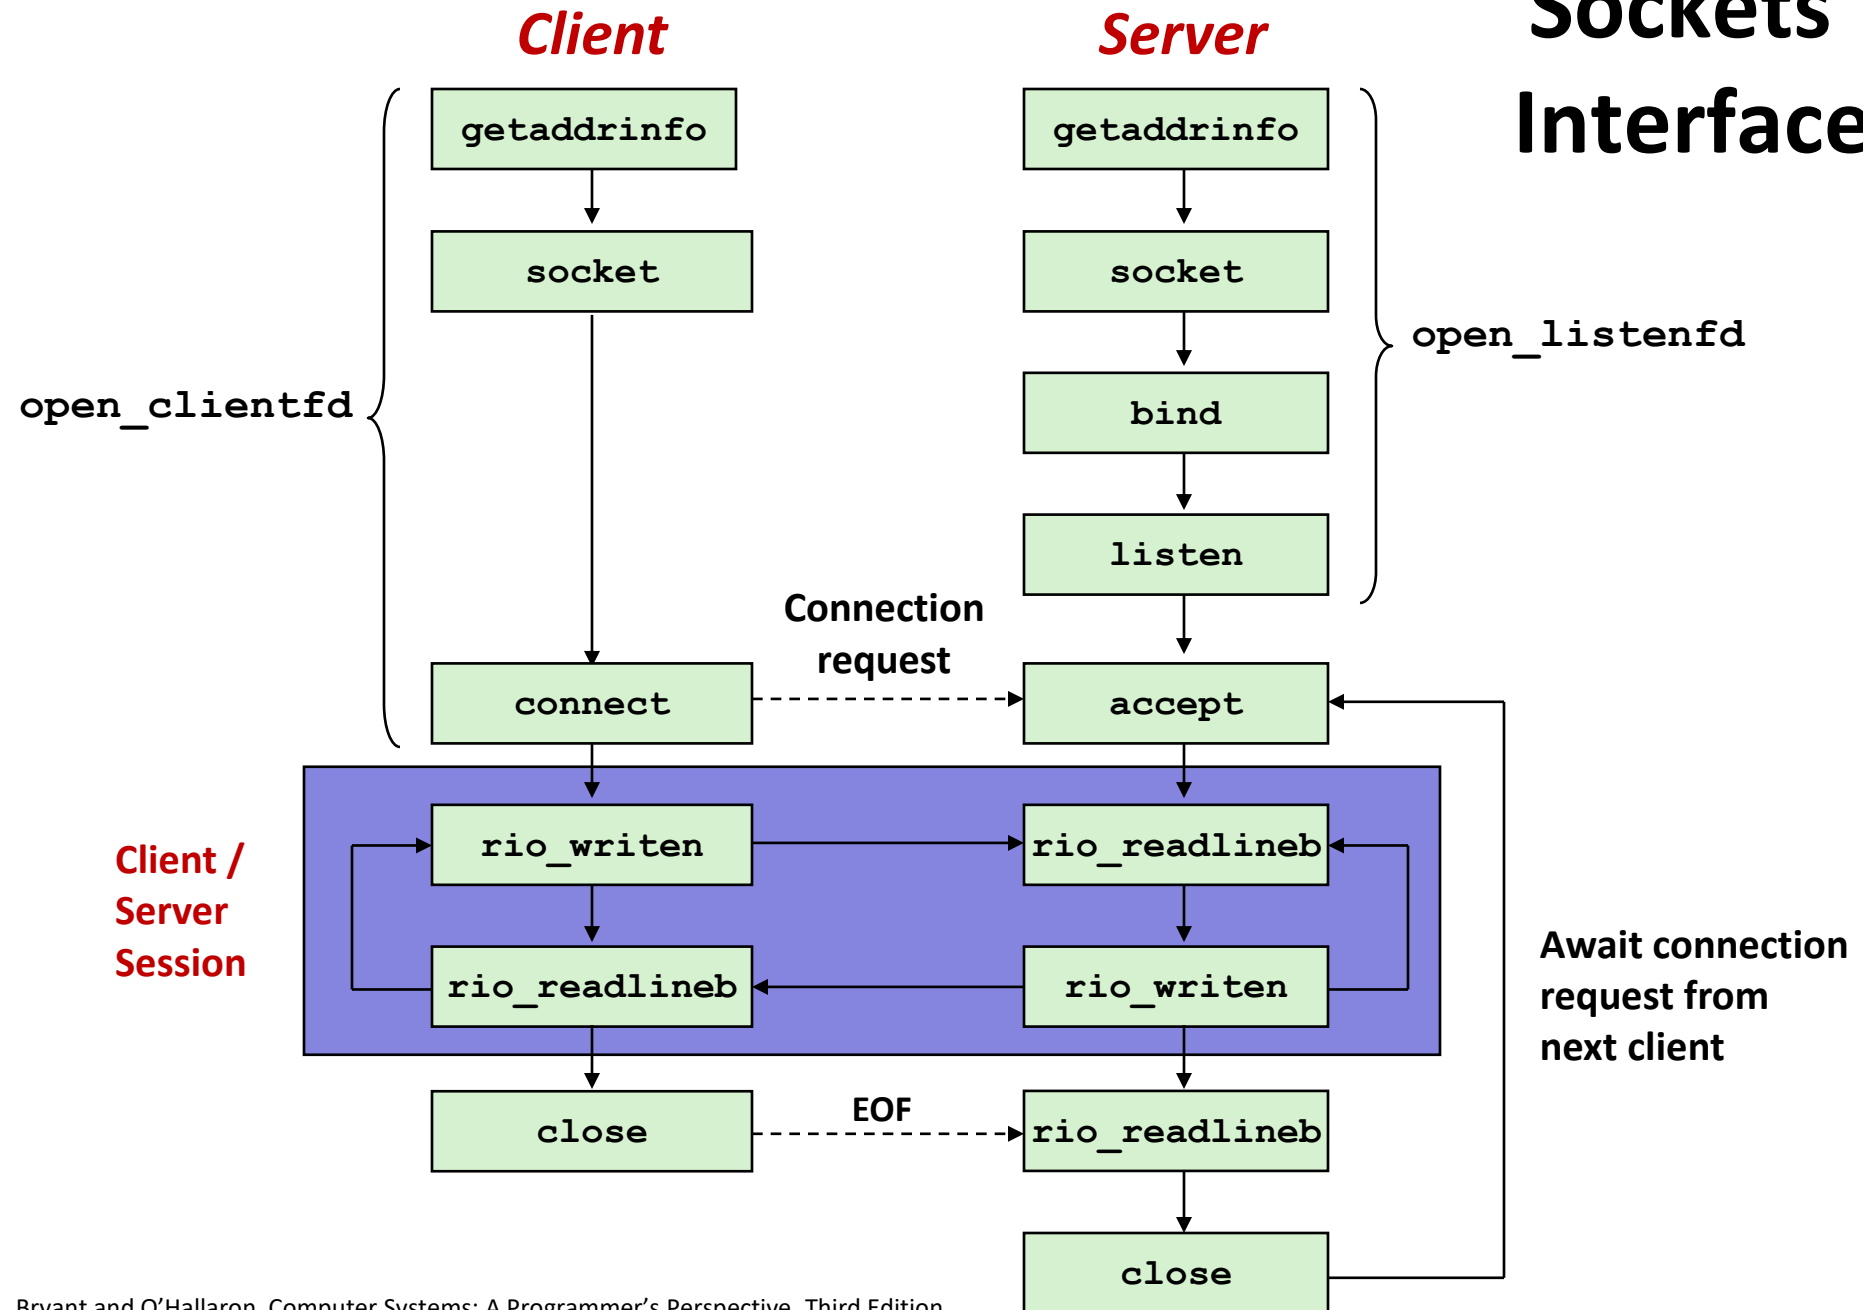 Client
Server
Sockets
Interface
getaddrinfo
getaddrinfo
socket
socket
open_listenfd
open_clientfd
bind
listen
Connection
request
connect
accept
Client /
Server
Session
rio_writen
rio_readlineb
rio_readlineb
rio_writen
Await connection
request from
next client
close
EOF
rio_readlineb
close
Bryant and O'Hallaron, Computer Systems: A Programmer's Perspective, Third Edition